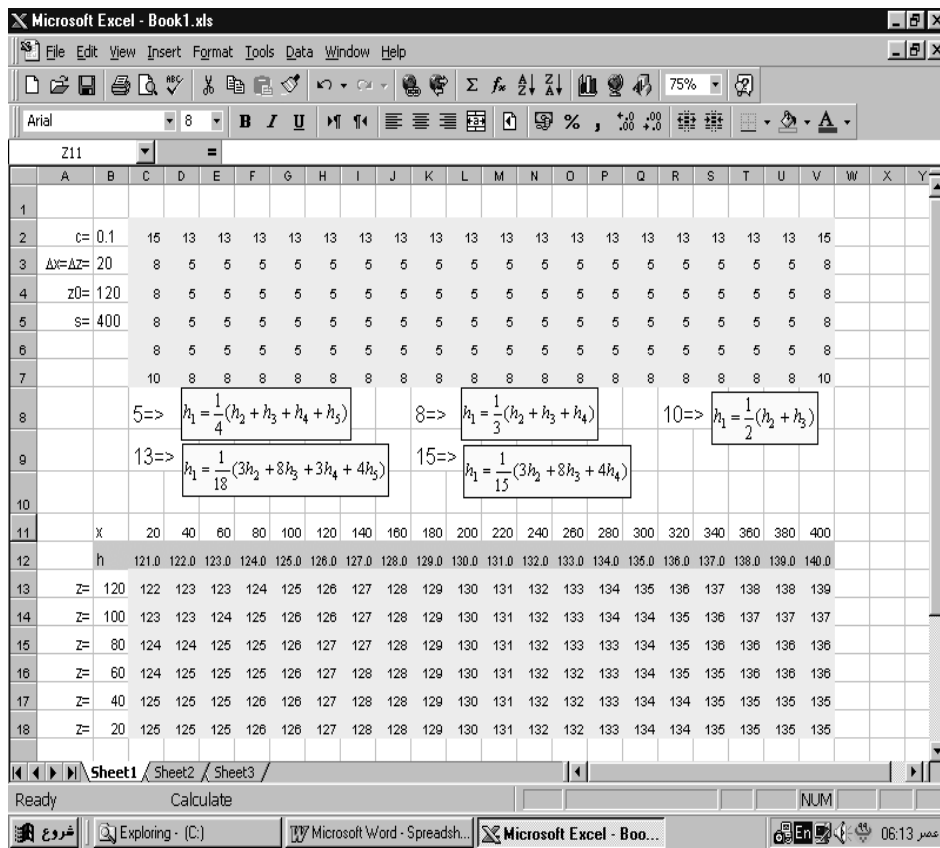 Microsoft Excel - Book1.xls
File Edit View Insert Format Tools Data Window Help
75%
Arial 8 B I U
Z11 =
A B C D E F G H I J K L M N O P Q R S T U V W X Y
1
2 c= 0.1 15 13 13 13 13 13 13 13 13 13 13 13 13 13 13 13 13 13 13 15
3 Δx=Δz= 20 8 5 5 5 5 5 5 5 5 5 5 5 5 5 5 5 5 5 5 8
4 z0= 120 8 5 5 5 5 5 5 5 5 5 5 5 5 5 5 5 5 5 5 8
5 s= 400 8 5 5 5 5 5 5 5 5 5 5 5 5 5 5 5 5 5 5 8
6 8 5 5 5 5 5 5 5 5 5 5 5 5 5 5 5 5 5 5 8
7 10 8 8 8 8 8 8 8 8 8 8 8 8 8 8 8 8 8 8 10
8 5=> h₁ = 1/4(h₂ + h₃ + h₄ + h₅) 8=> h₁ = 1/3(h₂ + h₃ + h₄) 10=> h₁ = 1/2(h₂ + h₃)
9 13=> h₁ = 1/18(3h₂ + 8h₃ + 3h₄ + 4h₅) 15=> h₁ = 1/15(3h₂ + 8h₃ + 4h₄)
10
11 X 20 40 60 80 100 120 140 160 180 200 220 240 260 280 300 320 340 360 380 400
12 h 121.0 122.0 123.0 124.0 125.0 126.0 127.0 128.0 129.0 130.0 131.0 132.0 133.0 134.0 135.0 136.0 137.0 138.0 139.0 140.0
13 z= 120 122 123 123 124 125 126 127 128 129 130 131 132 133 134 135 136 137 138 138 139
14 z= 100 123 123 124 125 126 126 127 128 129 130 131 132 133 134 134 135 136 137 137 137
15 z= 80 124 124 125 125 126 127 127 128 129 130 131 132 133 133 134 135 136 136 136 136
16 z= 60 124 125 125 125 126 127 128 128 129 130 131 132 132 133 134 135 135 136 136 136
17 z= 40 125 125 125 126 126 127 128 128 129 130 131 132 132 133 134 134 135 135 135 135
18 z= 20 125 125 125 126 126 127 128 128 129 130 131 132 132 133 134 134 135 135 135 135
Sheet1 Sheet2 Sheet3
Ready Calculate NUM
شروع Exploring - (C:) Microsoft Word - Spreadsh... Microsoft Excel - Boo... En 06:13 عصر